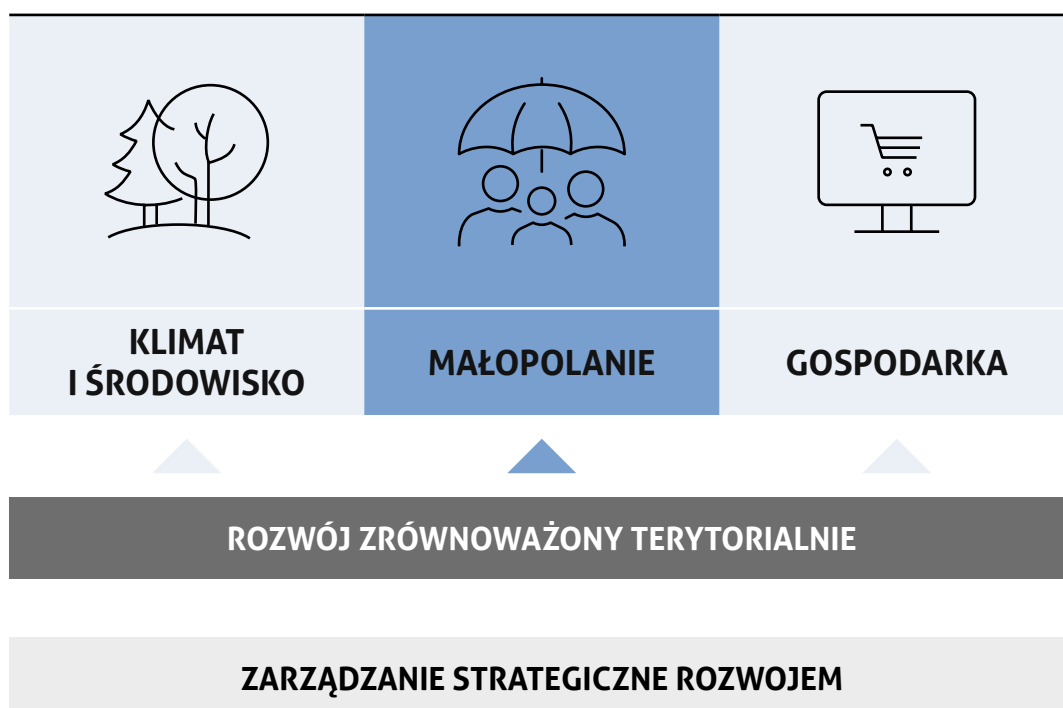 KLIMAT
I ŚRODOWISKO
MAŁOPOLANIE
GOSPODARKA
ROZWÓJ ZRÓWNOWAŻONY TERYTORIALNIE
ZARZĄDZANIE STRATEGICZNE ROZWOJEM